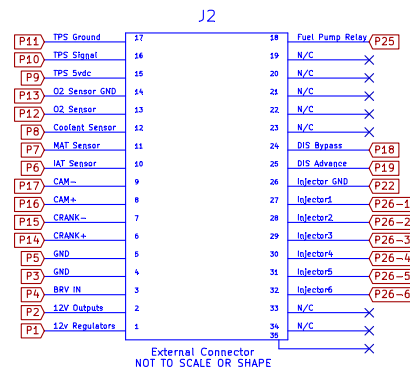 J2
P11 TPS Ground 17 18 Fuel Pump Relay P25
P10 TPS Signal 16 19 N/C
P9 TPS 5vdc 15 20 N/C
P13 O2 Sensor GND 14 21 N/C
P12 O2 Sensor 13 22 N/C
P8 Coolant Sensor 12 23 N/C
P7 MAT Sensor 11 24 DIS Bypass P18
P6 IAT Sensor 10 25 DIS Advance P19
P17 CAM- 9 26 Injector GND P22
P16 CAM+ 8 27 Injector1 P26-1
P15 CRANK- 7 28 Injector2 P26-2
P14 CRANK+ 6 29 Injector3 P26-3
P5 GND 5 30 Injector4 P26-4
P3 GND 4 31 Injector5 P26-5
P4 BRV IN 3 32 Injector6 P26-6
P2 12V Outputs 2 33 N/C
P1 12v Regulators 1 34 N/C
35
External Connector
NOT TO SCALE OR SHAPE